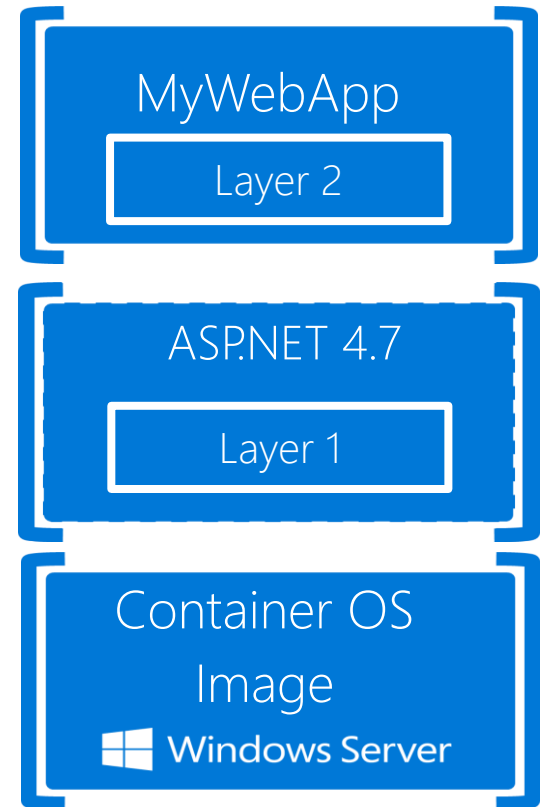 MyWebApp
Layer 2
ASP.NET 4.7
Layer 1
Container OS
Image
Windows Server